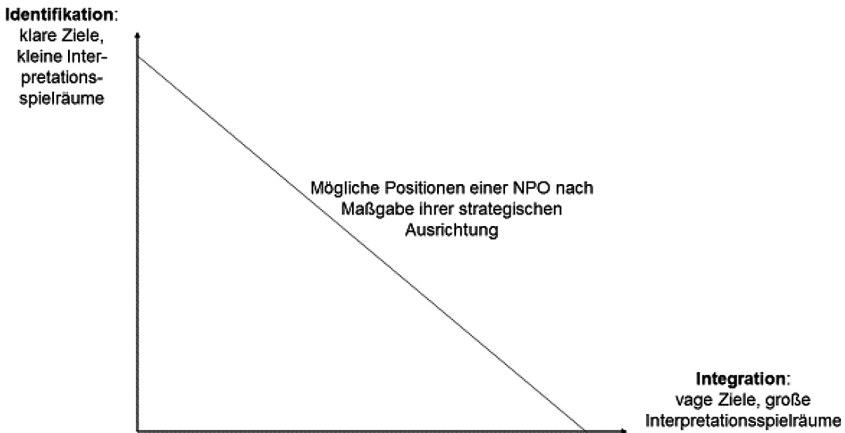 Identifikation:
klare Ziele,
kleine Inter-
pretations-
spielräume
Mögliche Positionen einer NPO nach
Maßgabe ihrer strategischen
Ausrichtung
Integration:
vage Ziele, große
Interpretationsspielräume